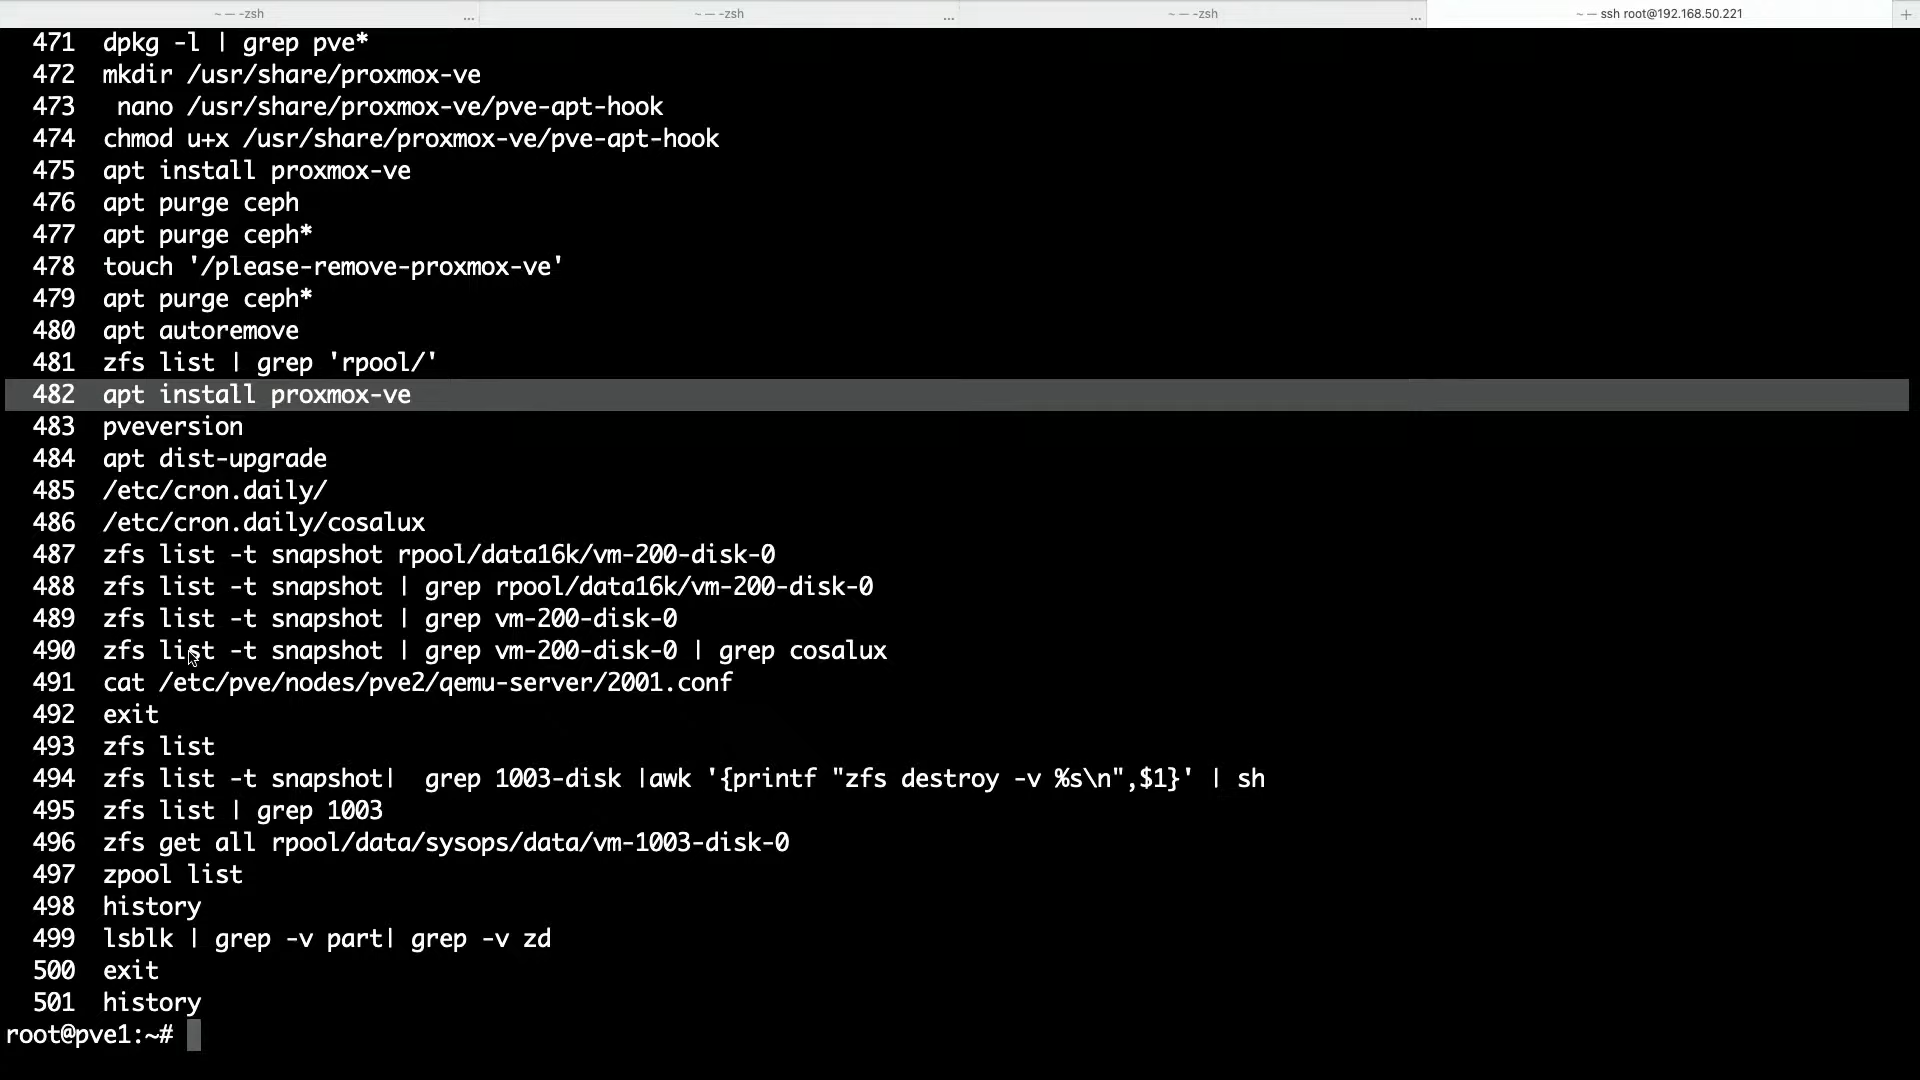 ~ — -zsh ... ~ — -zsh ... ~ — -zsh ... ~ — ssh root@192.168.50.221 +
471 dpkg -l | grep pve*
472 mkdir /usr/share/proxmox-ve
473  nano /usr/share/proxmox-ve/pve-apt-hook
474 chmod u+x /usr/share/proxmox-ve/pve-apt-hook
475 apt install proxmox-ve
476 apt purge ceph
477 apt purge ceph*
478 touch '/please-remove-proxmox-ve'
479 apt purge ceph*
480 apt autoremove
481 zfs list | grep 'rpool/'
482 apt install proxmox-ve
483 pveversion
484 apt dist-upgrade
485 /etc/cron.daily/
486 /etc/cron.daily/cosalux
487 zfs list -t snapshot rpool/data16k/vm-200-disk-0
488 zfs list -t snapshot | grep rpool/data16k/vm-200-disk-0
489 zfs list -t snapshot | grep vm-200-disk-0
490 zfs list -t snapshot | grep vm-200-disk-0 | grep cosalux
491 cat /etc/pve/nodes/pve2/qemu-server/2001.conf
492 exit
493 zfs list
494 zfs list -t snapshot|  grep 1003-disk |awk '{printf "zfs destroy -v %s\n",$1}' | sh
495 zfs list | grep 1003
496 zfs get all rpool/data/sysops/data/vm-1003-disk-0
497 zpool list
498 history
499 lsblk | grep -v part| grep -v zd
500 exit
501 history
root@pve1:~#